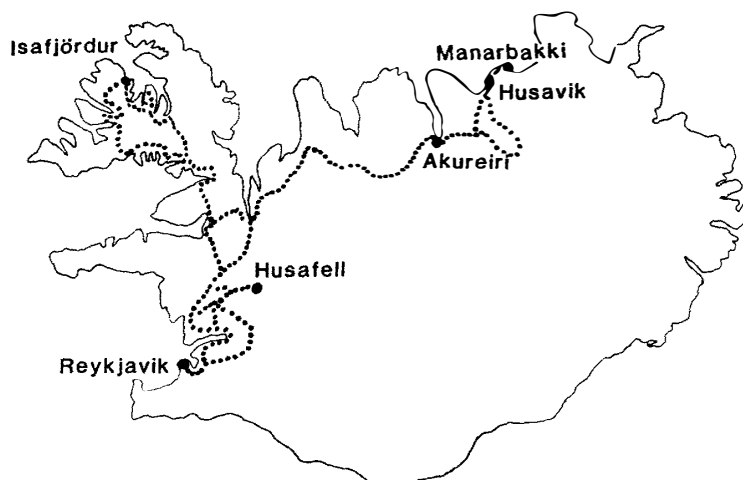 Isafjördur
Manarbakki
Husavik
Akureiri
Husafell
Reykjavik